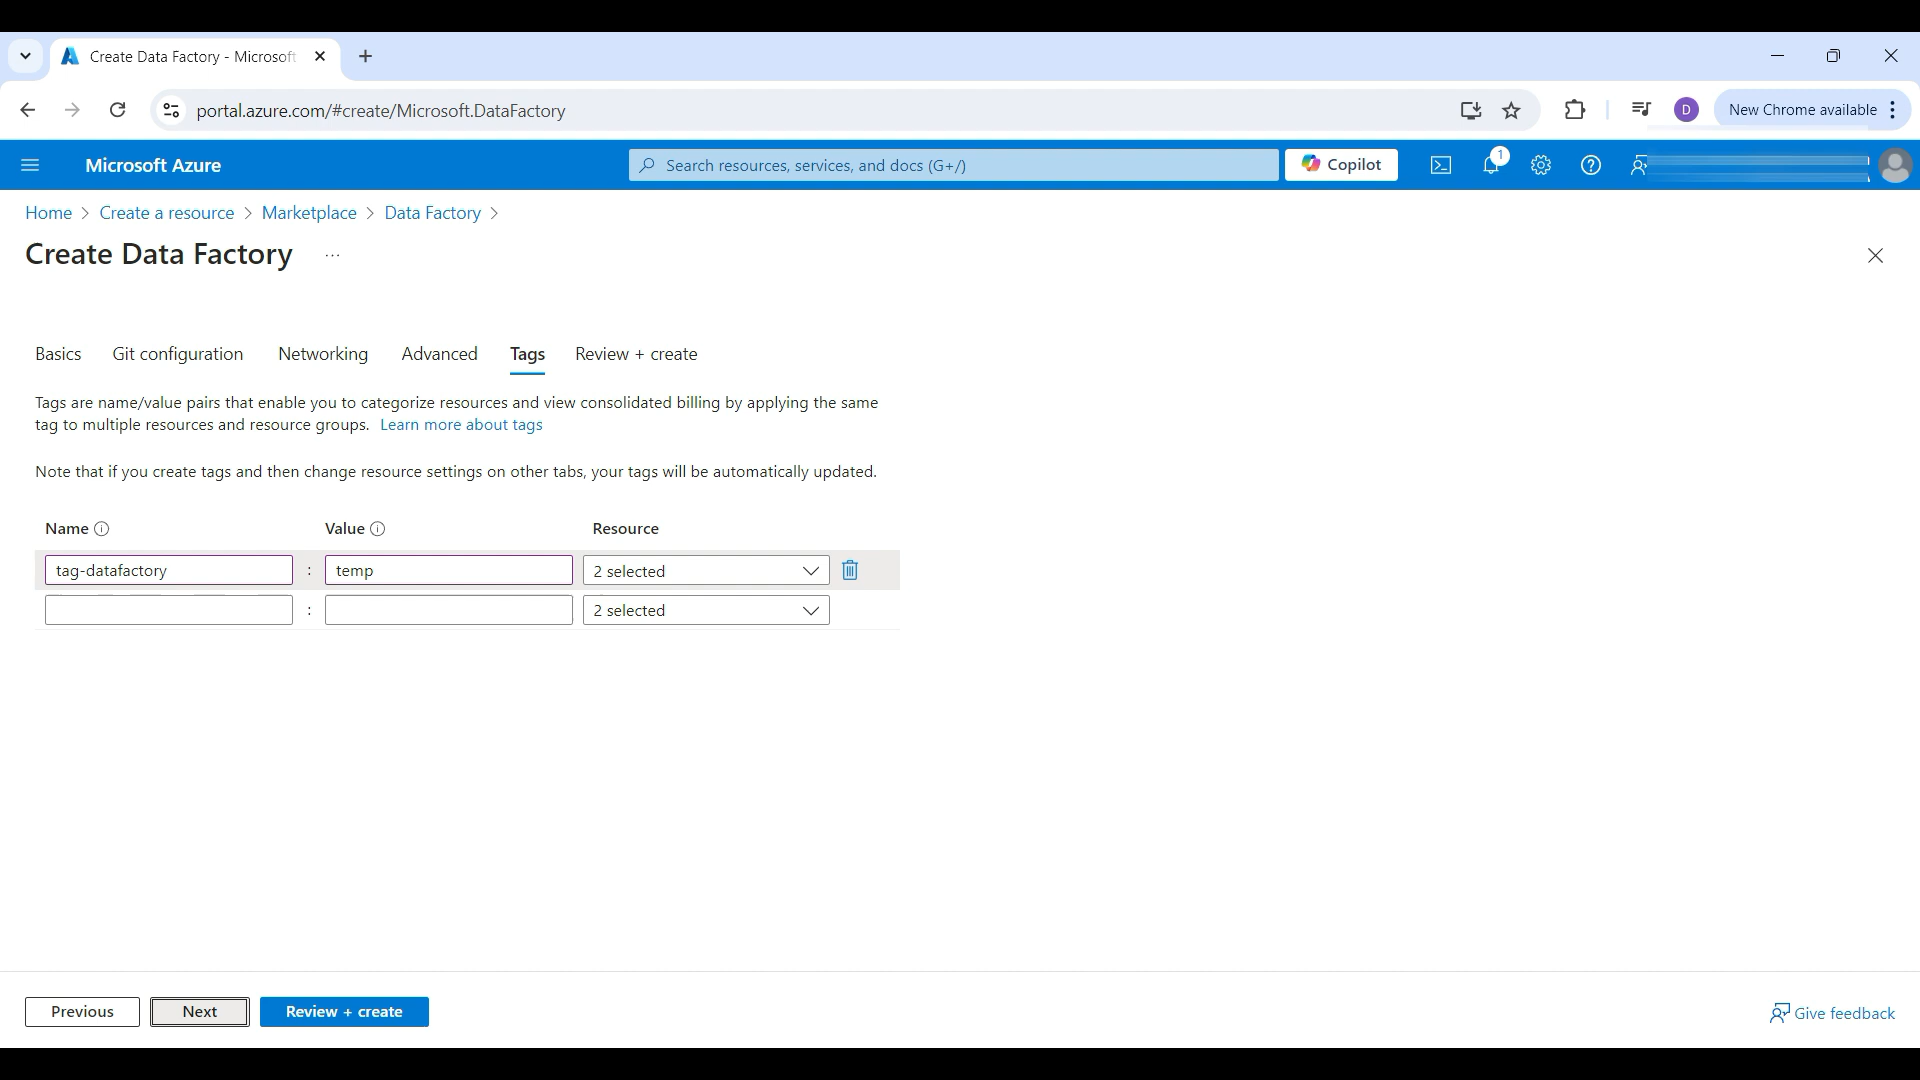 Create Data Factory - Microsoft
portal.azure.com/#create/Microsoft.DataFactory
D
New Chrome available
Microsoft Azure
Search resources, services, and docs (G+/)
Copilot
1
Home > Create a resource > Marketplace > Data Factory >
Create Data Factory ...
Basics Git configuration Networking Advanced Tags Review + create
Tags are name/value pairs that enable you to categorize resources and view consolidated billing by applying the same
tag to multiple resources and resource groups. Learn more about tags
Note that if you create tags and then change resource settings on other tabs, your tags will be automatically updated.
Name Value Resource
tag-datafactory : temp 2 selected
: 2 selected
Previous Next Review + create
Give feedback